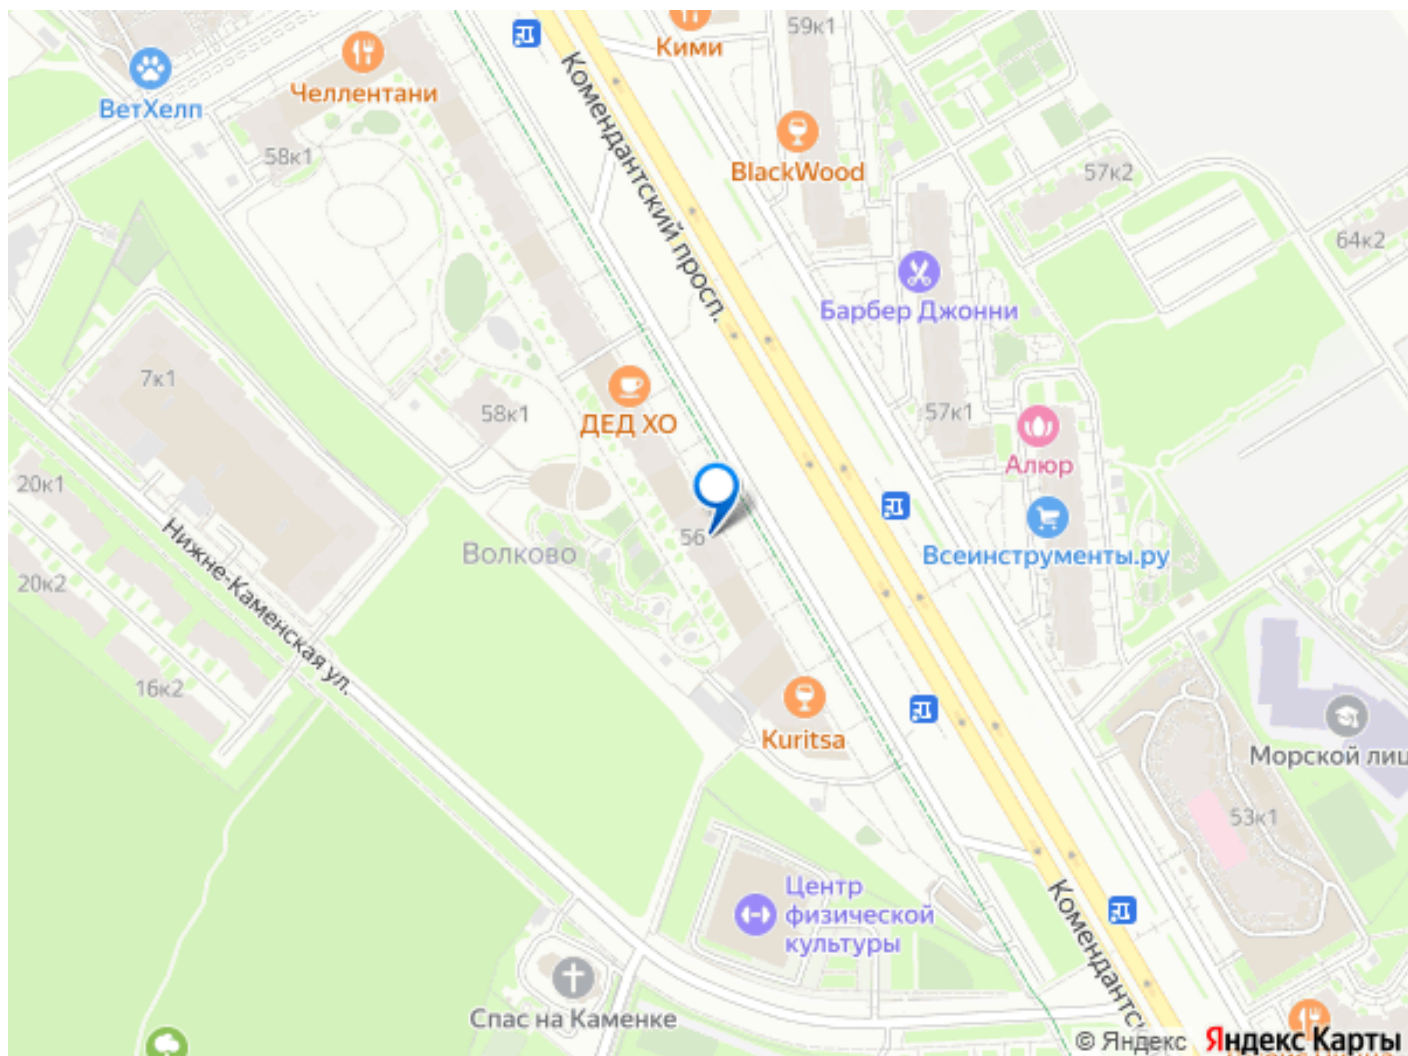 59к1
Кими
Челлентани
ВетХелп
58к1
Комендантский просп.
BlackWood
57к2
64к2
Барбер Джонни
7к1
58к1
ДЕД ХО
57к1
Алюр
20к1
56
Волково
Всеинструменты.ру
Нижне-Каменская ул.
20к2
16к2
Kuritsa
Морской лиц
53к1
Центр
физической
культуры
Комендантск
Спас на Каменке
© Яндекс Яндекс Карты